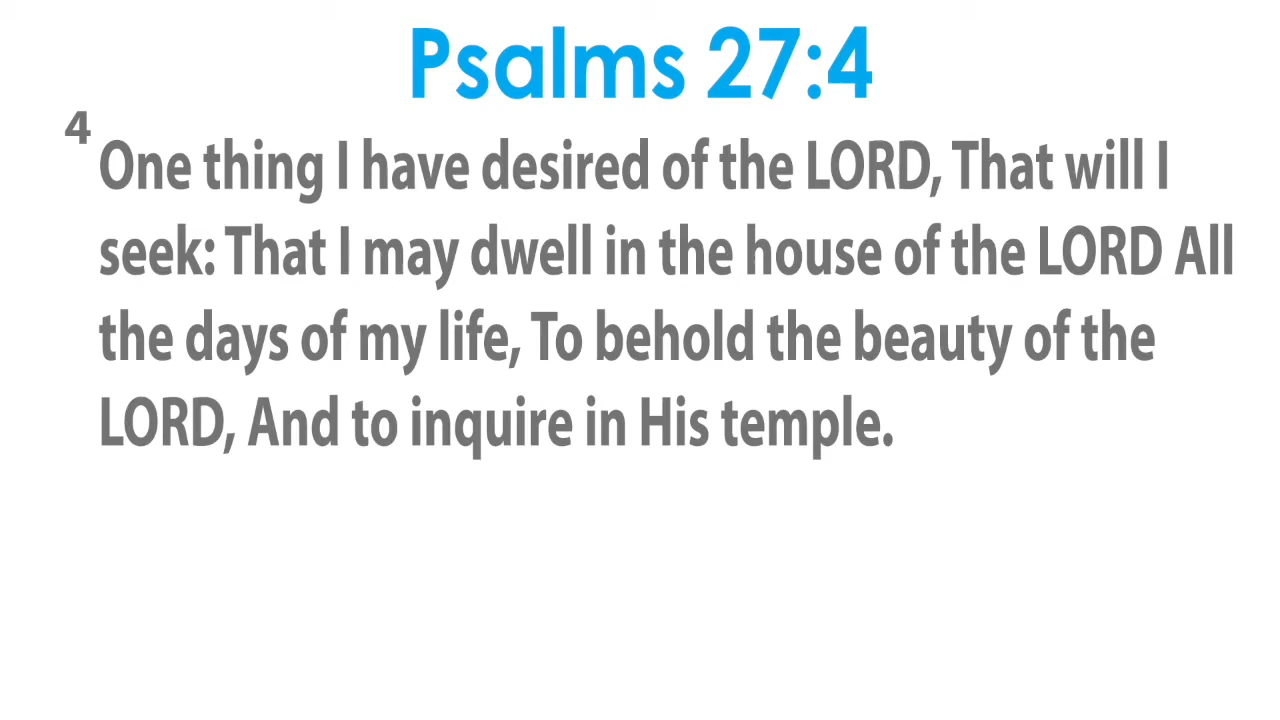 Psalms 27:4
4
One thing I have desired of the LORD, That will I
seek: That I may dwell in the house of the LORD All
the days of my life, To behold the beauty of the
LORD, And to inquire in His temple.